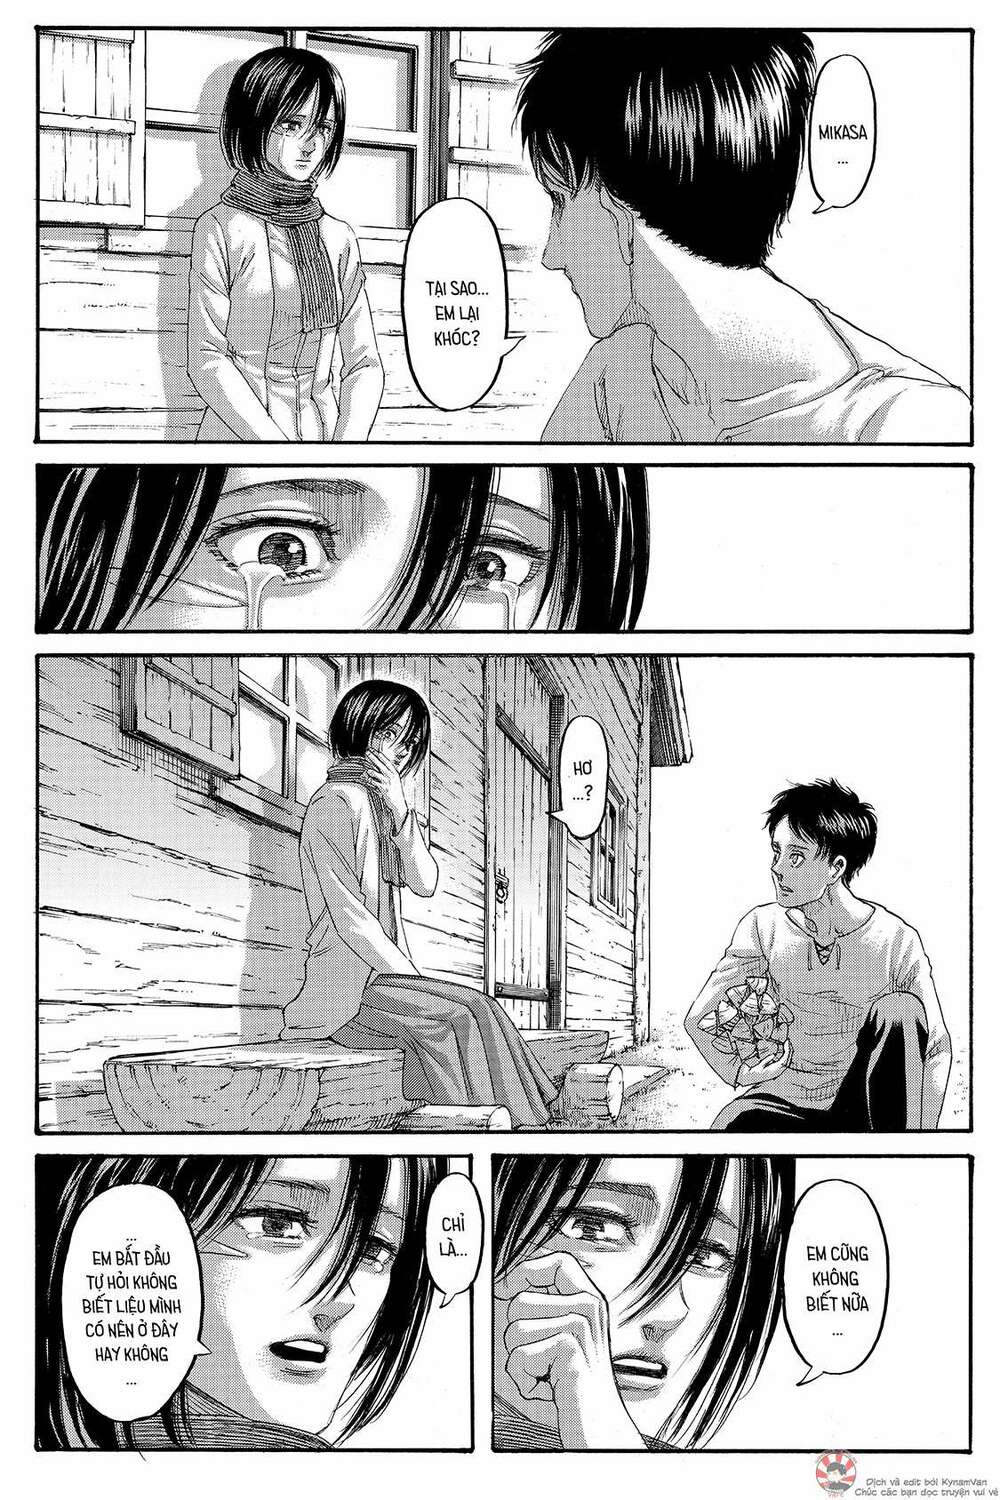 MIKASA
...
TẠI SAO...
EM LẠI
KHÓC?
HƠ
...?
EM CŨNG
KHÔNG
BIẾT NỮA
...
CHỈ
LÀ...
...
EM BẮT ĐẦU
TỰ HỎI KHÔNG
BIẾT LIỆU MÌNH
CÓ NÊN Ở ĐÂY
HAY KHÔNG
...
Dịch và edit bởi KynamVan
Chúc các bạn đọc truyện vui vẻ